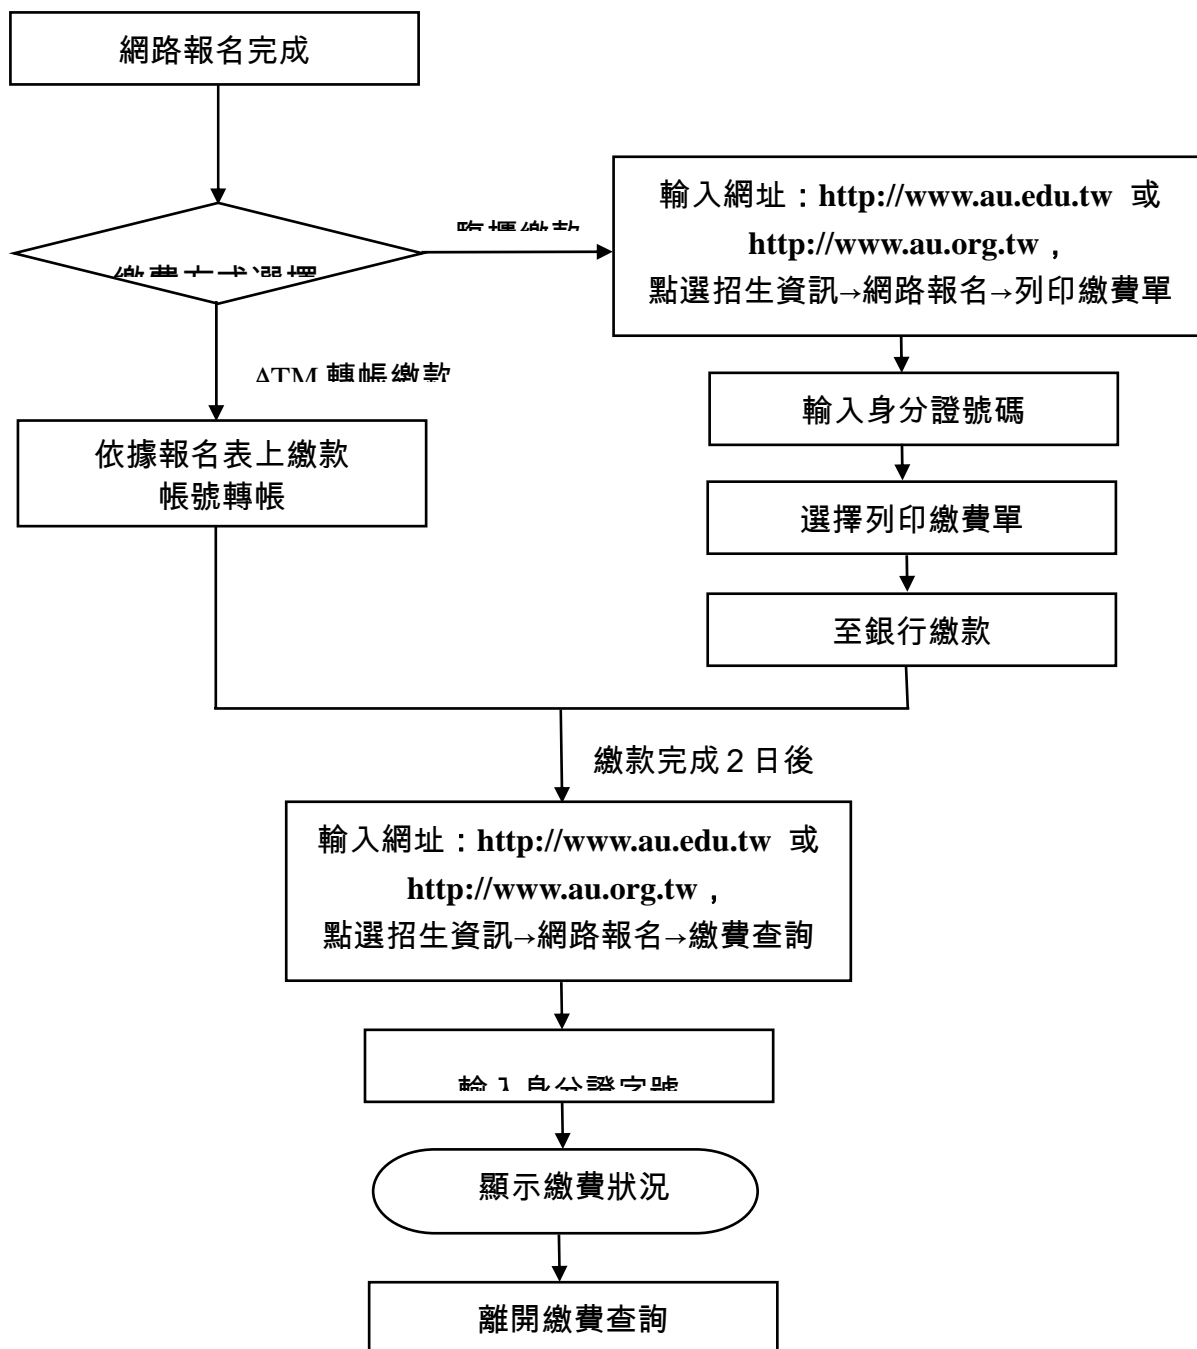 網路報名完成
輸入網址：http://www.au.edu.tw 或
http://www.au.org.tw，
點選招生資訊→網路報名→列印繳費單
臨櫃繳款
繳費方式選擇
ATM 轉帳繳款
輸入身分證號碼
依據報名表上繳款
帳號轉帳
選擇列印繳費單
至銀行繳款
繳款完成２日後
輸入網址：http://www.au.edu.tw 或
http://www.au.org.tw，
點選招生資訊→網路報名→繳費查詢
輸入身分證字號
顯示繳費狀況
離開繳費查詢